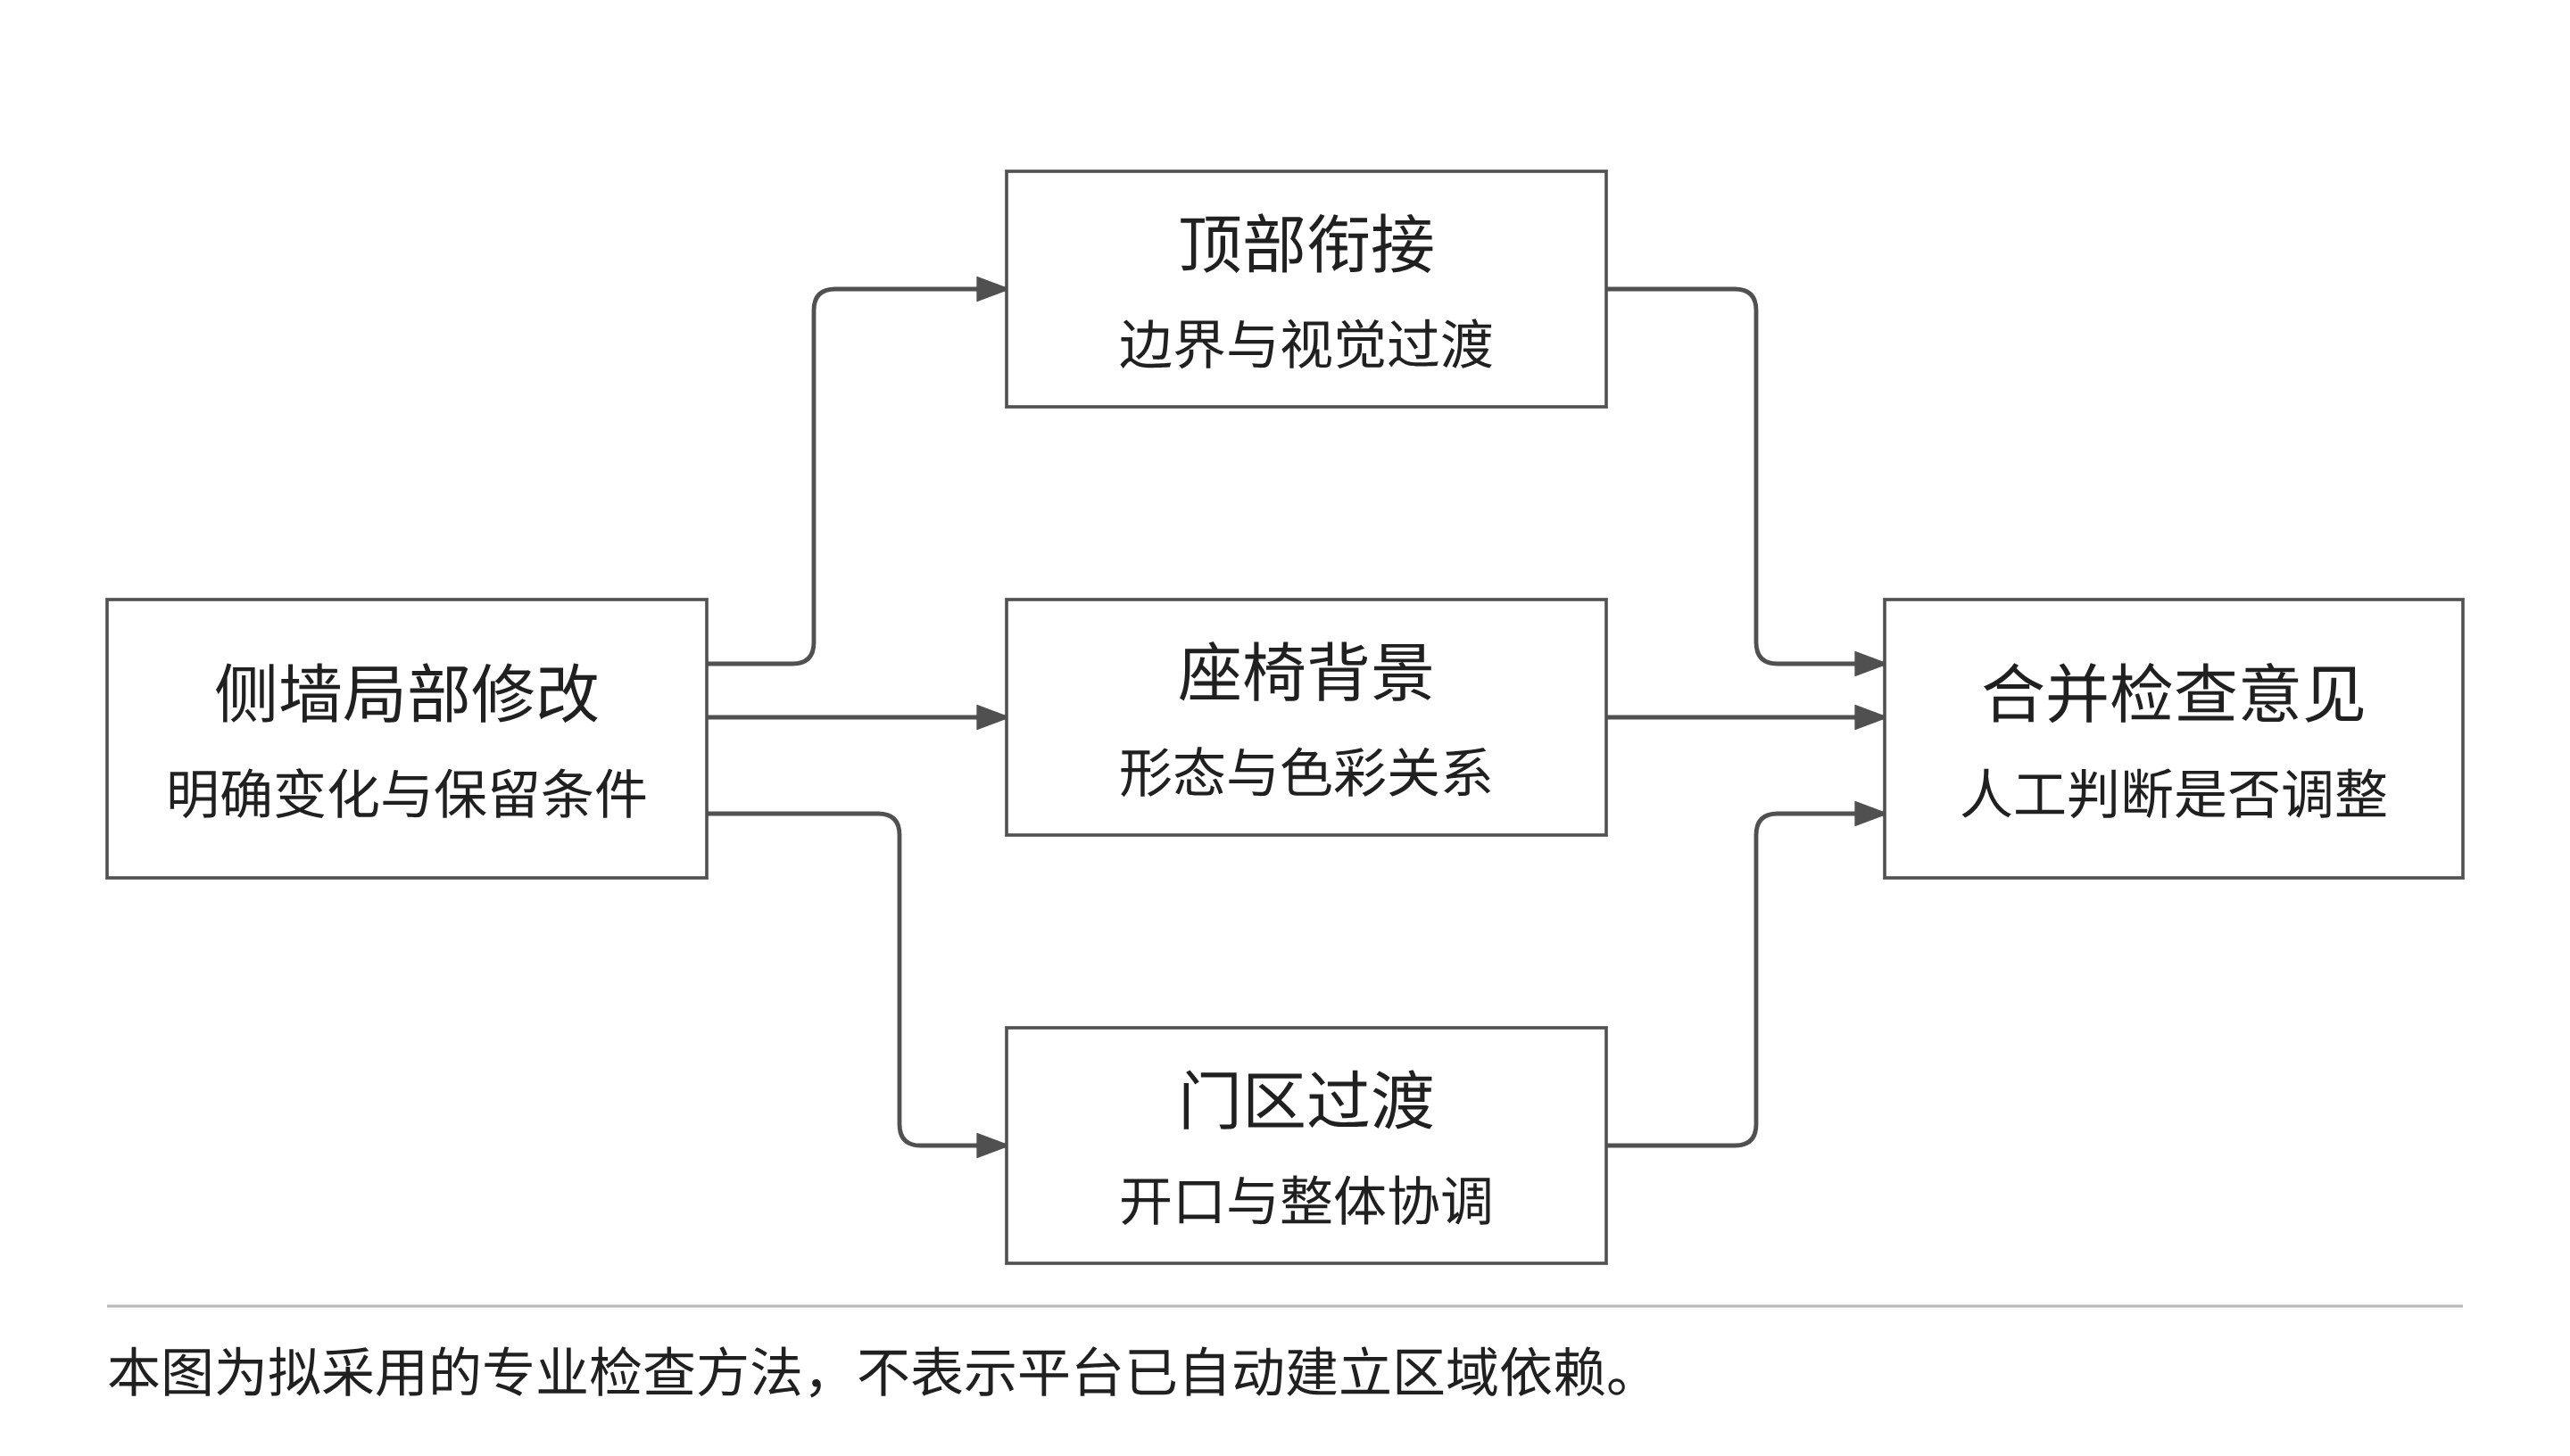 顶部衔接
边界与视觉过渡
侧墙局部修改
明确变化与保留条件
座椅背景
形态与色彩关系
合并检查意见
人工判断是否调整
门区过渡
开口与整体协调
本图为拟采用的专业检查方法，不表示平台已自动建立区域依赖。